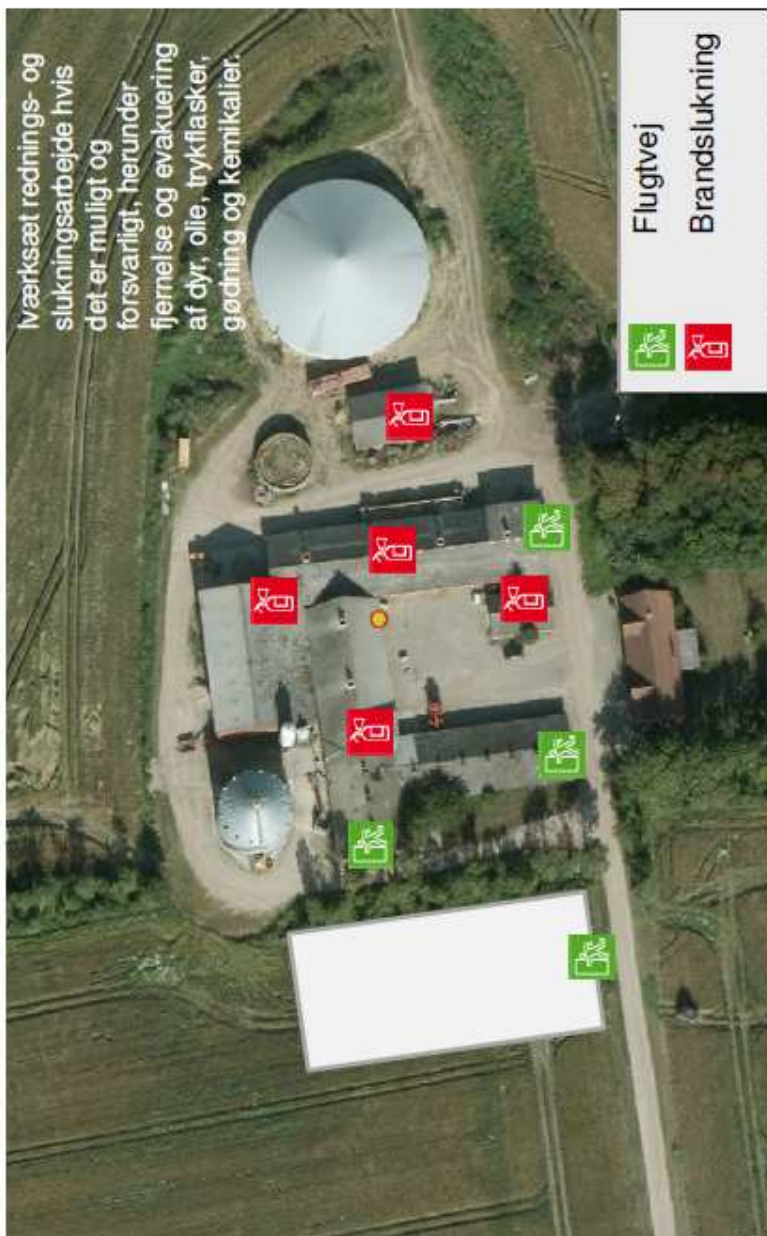 Iværksæt rednings- og
slukningsarbejde hvis
det er muligt og
forsvarligt, herunder
fjernelse og evakuering
af dyr, olie, trykflasker,
gødning og kemikalier.
Flugtvej
Brandslukning